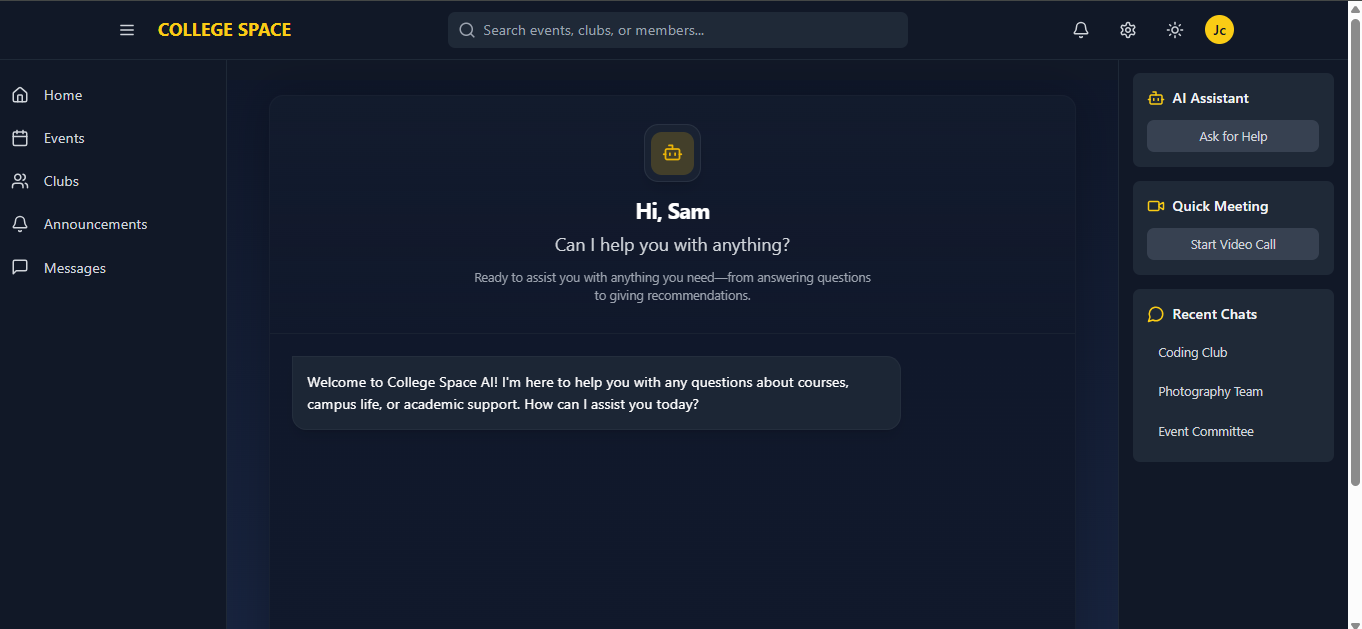 COLLEGE SPACE
Search events, clubs, or members...
Jc
Home
Events
Clubs
Announcements
Messages
Hi, Sam
Can I help you with anything?
Ready to assist you with anything you need—from answering questions
to giving recommendations.
Welcome to College Space AI! I'm here to help you with any questions about courses,
campus life, or academic support. How can I assist you today?
AI Assistant
Ask for Help
Quick Meeting
Start Video Call
Recent Chats
Coding Club
Photography Team
Event Committee